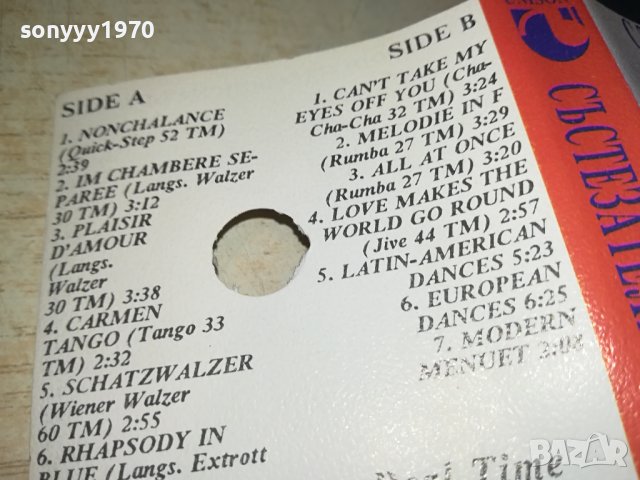 sonyyy1970
SIDE A
1. NONCHALANCE
(Quick-Step 52 TM)
2:39
2. IM CHAMBERE SE-
PAREE (Langs. Walzer
30 TM) 3:12
3. PLAISIR
D'AMOUR
(Langs.
Walzer
30 TM) 3:38
4. CARMEN
TANGO (Tango 33
TM) 2:32
5. SCHATZWALZER
(Wiener Walzer
60 TM) 2:55
6. RHAPSODY IN
BLUE (Langs. Extrott
SIDE B
1. CAN'T TAKE MY
EYES OFF YOU (Cha-
Cha-Cha 32 TM) 3:24
2. MELODIE IN F
(Rumba 27 TM) 3:29
3. ALL AT ONCE
(Rumba 27 TM) 3:20
4. LOVE MAKES THE
WORLD GO ROUND
(Jive 44 TM) 2:57
5. LATIN-AMERICAN
DANCES 5:23
6. EUROPEAN
DANCES 6:25
7. MODERN
MENUET 3:08
Time
UNISON
BAZAR